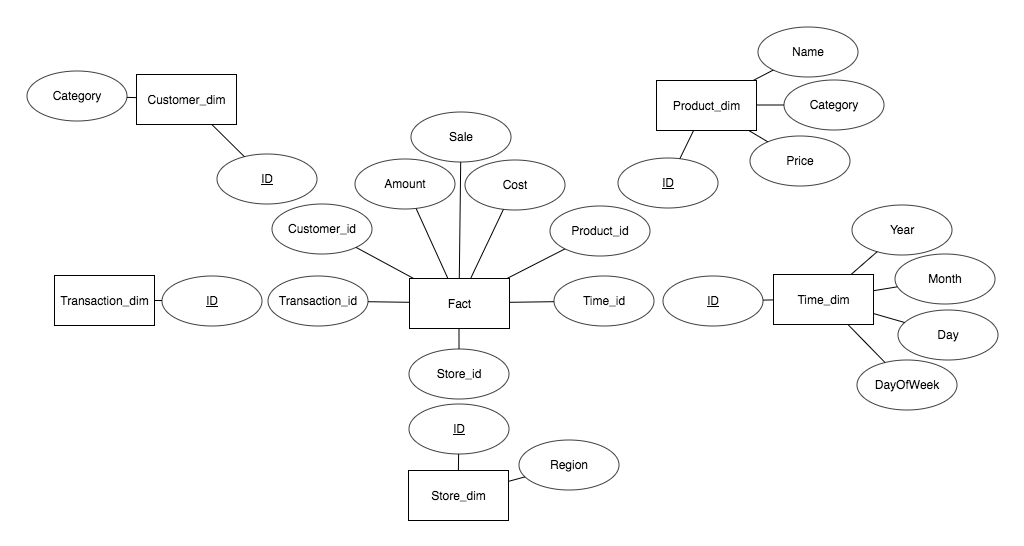 Name
Category
Customer_dim
Product_dim
Category
Sale
Price
ID
Amount
Cost
ID
Customer_id
Product_id
Year
Month
Transaction_dim
ID
Transaction_id
Fact
Time_id
ID
Time_dim
Day
Store_id
DayOfWeek
ID
Region
Store_dim